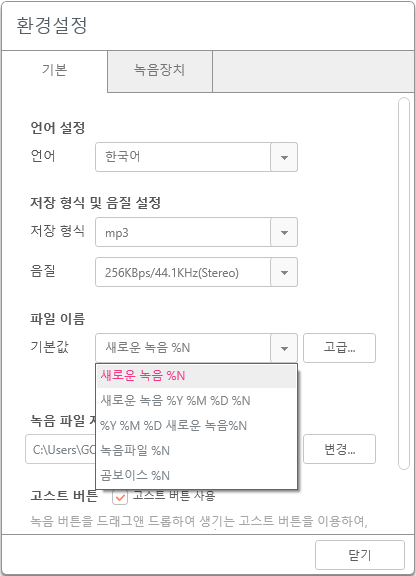 환경설정
기본 녹음장치
언어 설정
언어 한국어
저장 형식 및 음질 설정
저장 형식 mp3
음질 256KBps/44.1KHz(Stereo)
파일 이름
기본값 새로운 녹음 %N 고급...
새로운 녹음 %N
새로운 녹음 %Y %M %D %N
%Y %M %D 새로운 녹음%N
녹음 파일
녹음파일 %N
C:\Users\GO 변경...
곰보이스 %N
고스트 버튼 고스트 버튼 사용
녹음 버튼을 드래그앤 드롭하여 생기는 고스트 버튼을 이용하여,
닫기